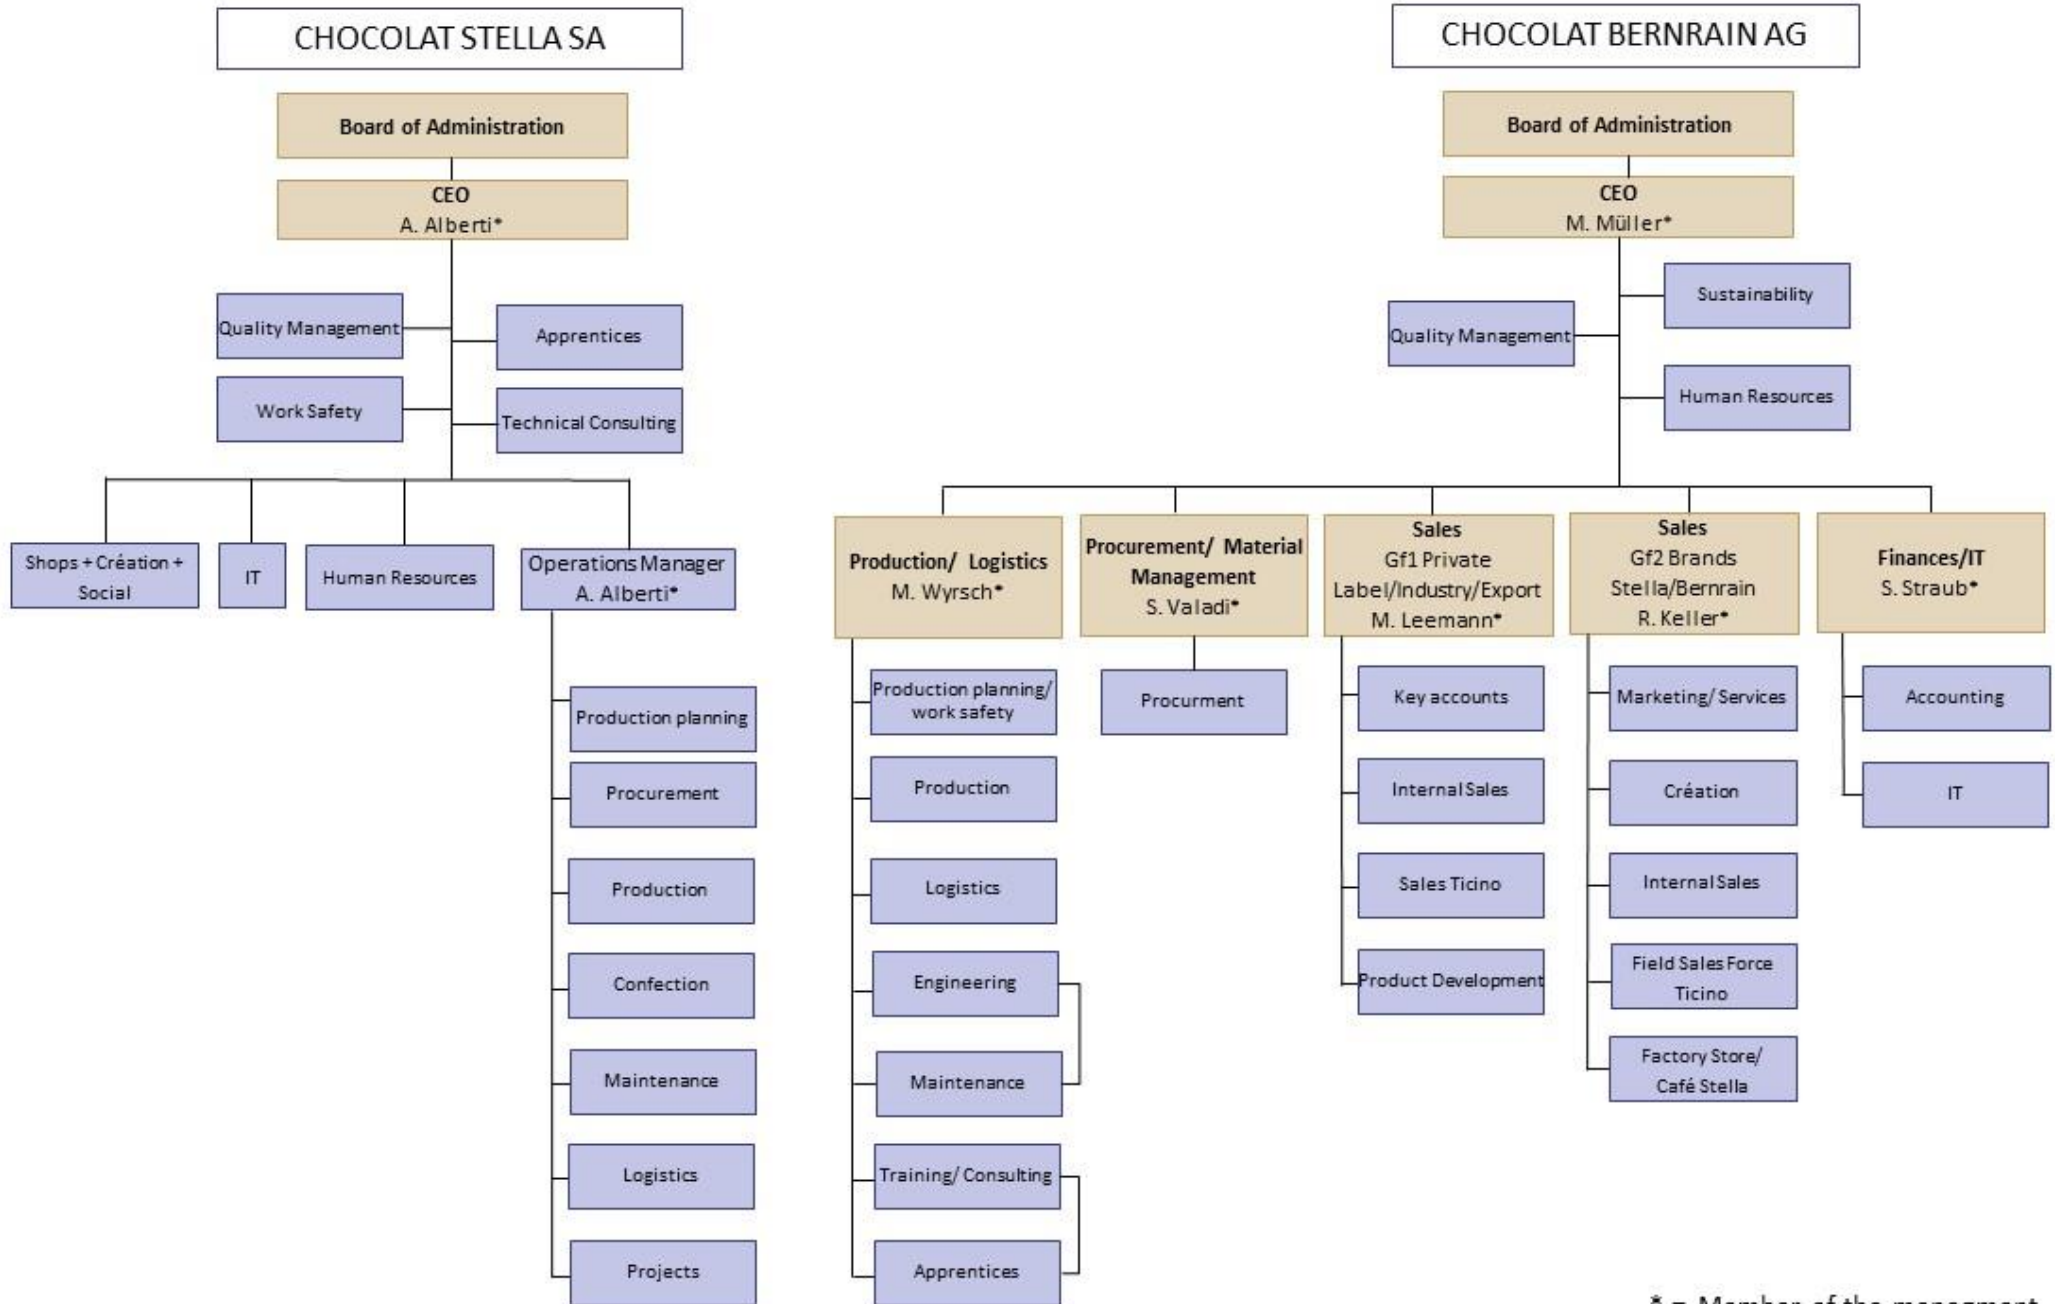 CHOCOLAT STELLA SA
Board of Administration
CEO
A. Alberti*
Quality Management
Apprentices
Work Safety
Technical Consulting
Shops + Création +
Social
IT
Human Resources
Operations Manager
A. Alberti*
Production planning
Procurement
Production
Confection
Maintenance
Logistics
Projects
CHOCOLAT BERNRAIN AG
Board of Administration
CEO
M. Müller*
Sustainability
Quality Management
Human Resources
Production/ Logistics
M. Wyrsch*
Production planning/
work safety
Production
Logistics
Engineering
Maintenance
Training/ Consulting
Apprentices
Procurement/ Material
Management
S. Valadi*
Procurment
Sales
Gf1 Private
Label/Industry/Export
M. Leemann*
Key accounts
Internal Sales
Sales Ticino
Product Development
Sales
Gf2 Brands
Stella/Bernrain
R. Keller*
Marketing/ Services
Création
Internal Sales
Field Sales Force
Ticino
Factory Store/
Café Stella
Finances/IT
S. Straub*
Accounting
IT
* = Member of the managment